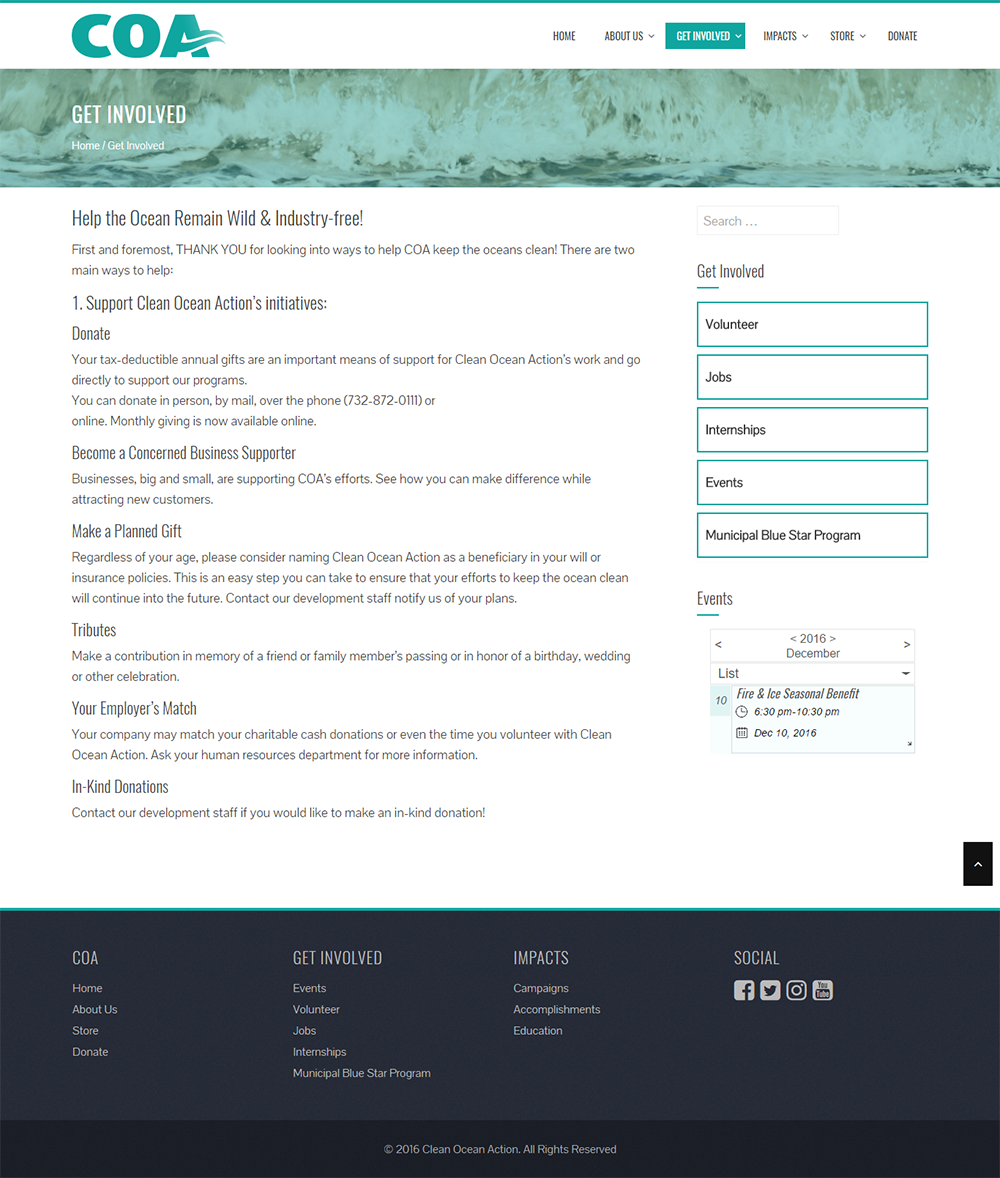 COA
HOME ABOUT US GET INVOLVED IMPACTS STORE DONATE
GET INVOLVED
Home / Get Involved
Help the Ocean Remain Wild & Industry-free!
First and foremost, THANK YOU for looking into ways to help COA keep the oceans clean! There are two
main ways to help:
1. Support Clean Ocean Action's initiatives:
Donate
Your tax-deductible annual gifts are an important means of support for Clean Ocean Action's work and go
directly to support our programs.
You can donate in person, by mail, over the phone (732-872-0111) or
online. Monthly giving is now available online.
Become a Concerned Business Supporter
Businesses, big and small, are supporting COA's efforts. See how you can make difference while
attracting new customers.
Make a Planned Gift
Regardless of your age, please consider naming Clean Ocean Action as a beneficiary in your will or
insurance policies. This is an easy step you can take to ensure that your efforts to keep the ocean clean
will continue into the future. Contact our development staff notify us of your plans.
Tributes
Make a contribution in memory of a friend or family member's passing or in honor of a birthday, wedding
or other celebration.
Your Employer's Match
Your company may match your charitable cash donations or even the time you volunteer with Clean
Ocean Action. Ask your human resources department for more information.
In-Kind Donations
Contact our development staff if you would like to make an in-kind donation!
Search ...
Get Involved
Volunteer
Jobs
Internships
Events
Municipal Blue Star Program
Events
< 2016 >
< December >
List
10 Fire & Ice Seasonal Benefit
6:30 pm-10:30 pm
Dec 10, 2016
COA
Home
About Us
Store
Donate
GET INVOLVED
Events
Volunteer
Jobs
Internships
Municipal Blue Star Program
IMPACTS
Campaigns
Accomplishments
Education
SOCIAL
You
Tube
© 2016 Clean Ocean Action. All Rights Reserved